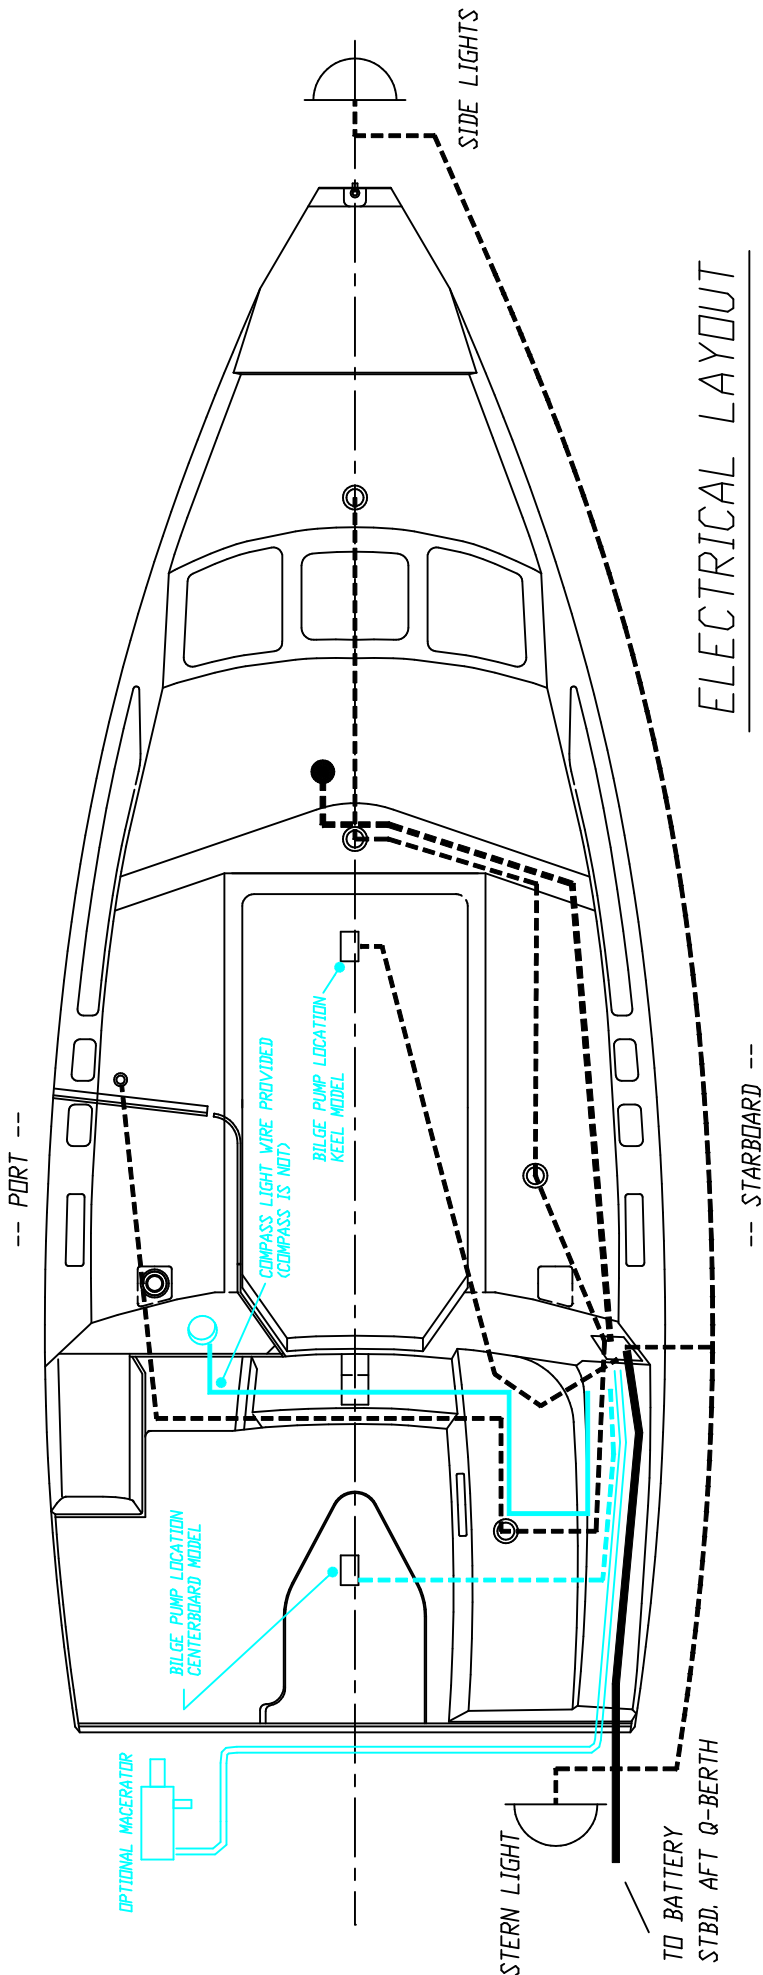 SIDE LIGHTS
ELECTRICAL LAYOUT
-- PORT --
-- STARBOARD --
BILGE PUMP LOCATION
KEEL MODEL
COMPASS LIGHT WIRE PROVIDED
(COMPASS IS NOT)
BILGE PUMP LOCATION
CENTERBOARD MODEL
OPTIONAL MACERATOR
STERN LIGHT
TO BATTERY
STBD. AFT Q-BERTH